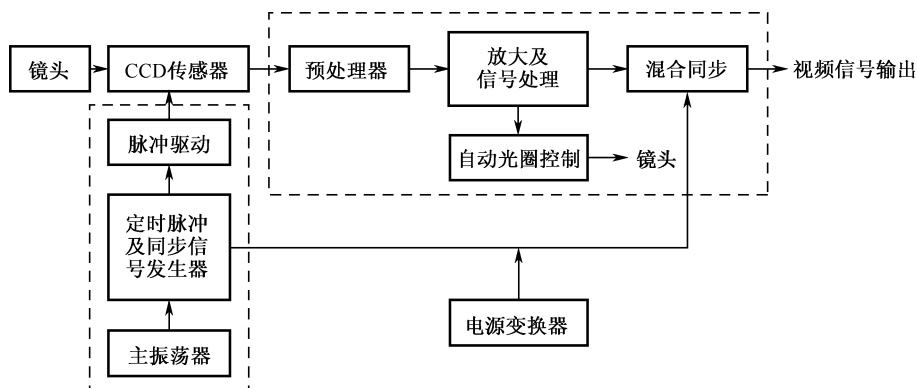 镜头
CCD传感器
预处理器
放大及
信号处理
混合同步
视频信号输出
脉冲驱动
自动光圈控制
镜头
定时脉冲
及同步信
号发生器
电源变换器
主振荡器